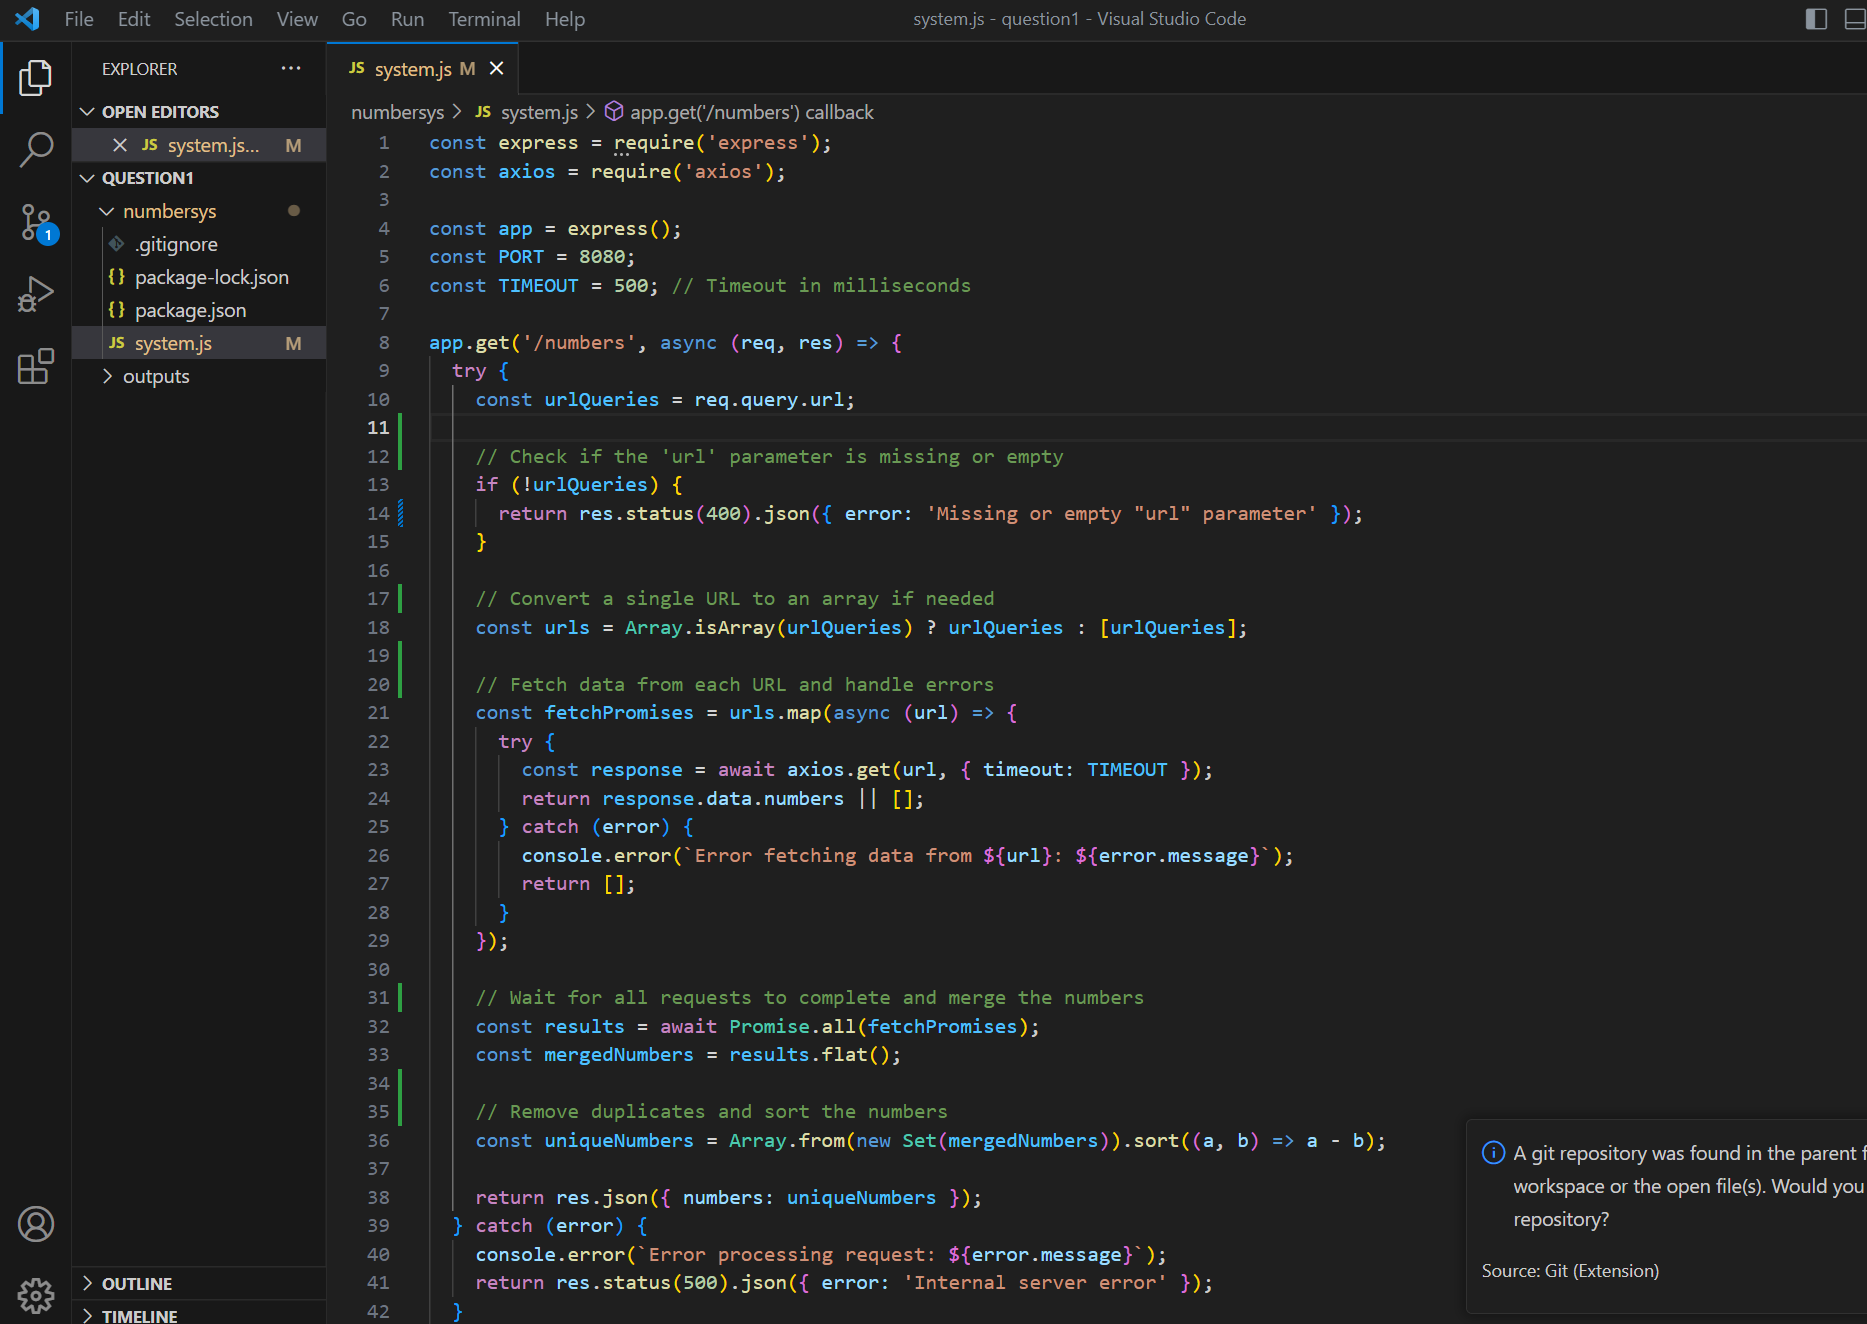 File Edit Selection View Go Run Terminal Help
system.js - question1 - Visual Studio Code
EXPLORER
OPEN EDITORS
JS system.js... M
QUESTION1
numbersys
.gitignore
{} package-lock.json
{} package.json
JS system.js M
outputs
OUTLINE
TIMELINE
1
JS system.js M
numbersys > JS system.js > app.get('/numbers') callback
1 const express = require('express');
2 const axios = require('axios');
3
4 const app = express();
5 const PORT = 8080;
6 const TIMEOUT = 500; // Timeout in milliseconds
7
8 app.get('/numbers', async (req, res) => {
9 try {
10 const urlQueries = req.query.url;
11
12 // Check if the 'url' parameter is missing or empty
13 if (!urlQueries) {
14 return res.status(400).json({ error: 'Missing or empty "url" parameter' });
15 }
16
17 // Convert a single URL to an array if needed
18 const urls = Array.isArray(urlQueries) ? urlQueries : [urlQueries];
19
20 // Fetch data from each URL and handle errors
21 const fetchPromises = urls.map(async (url) => {
22 try {
23 const response = await axios.get(url, { timeout: TIMEOUT });
24 return response.data.numbers || [];
25 } catch (error) {
26 console.error(`Error fetching data from ${url}: ${error.message}`);
27 return [];
28 }
29 });
30
31 // Wait for all requests to complete and merge the numbers
32 const results = await Promise.all(fetchPromises);
33 const mergedNumbers = results.flat();
34
35 // Remove duplicates and sort the numbers
36 const uniqueNumbers = Array.from(new Set(mergedNumbers)).sort((a, b) => a - b);
37
38 return res.json({ numbers: uniqueNumbers });
39 } catch (error) {
40 console.error(`Error processing request: ${error.message}`);
41 return res.status(500).json({ error: 'Internal server error' });
42 }
A git repository was found in the parent f
workspace or the open file(s). Would you
repository?
Source: Git (Extension)